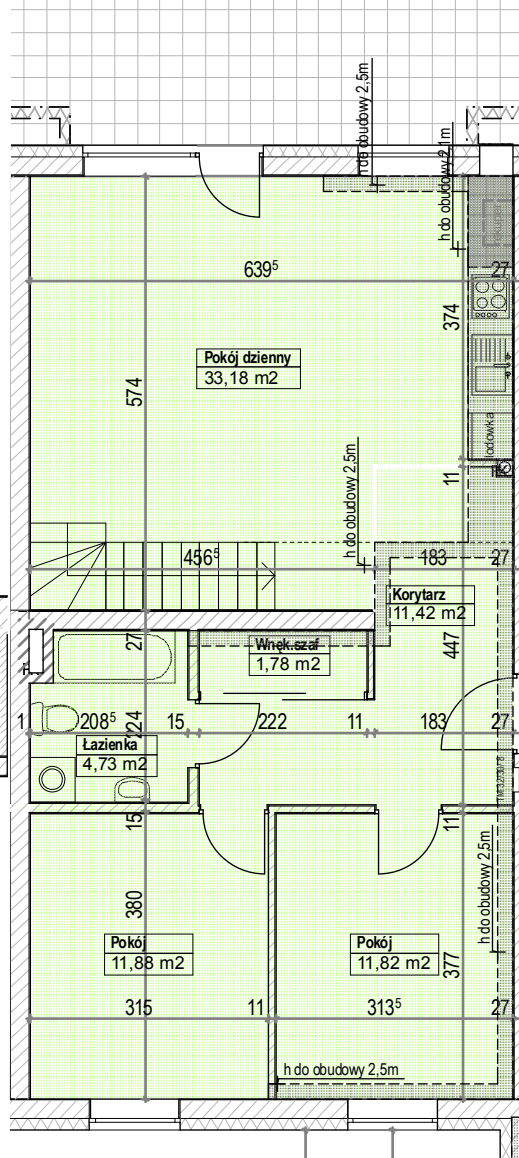 h do obudowy 2,5m
h do obudowy 2,1m
639⁵
27
374
Pokój dzienny
33,18 m2
574
lodówka
11
h do obudowy 2,5m
456⁵
183
27
Korytarz
11,42 m2
27
Wnęk.szaf
1,78 m2
447
1
208⁵
224
15
222
11
183
27
Łazienka
4,73 m2
15
11
h do obudowy 2,5m
380
Pokój
11,88 m2
Pokój
11,82 m2
377
315
11
313⁵
27
h do obudowy 2,5m